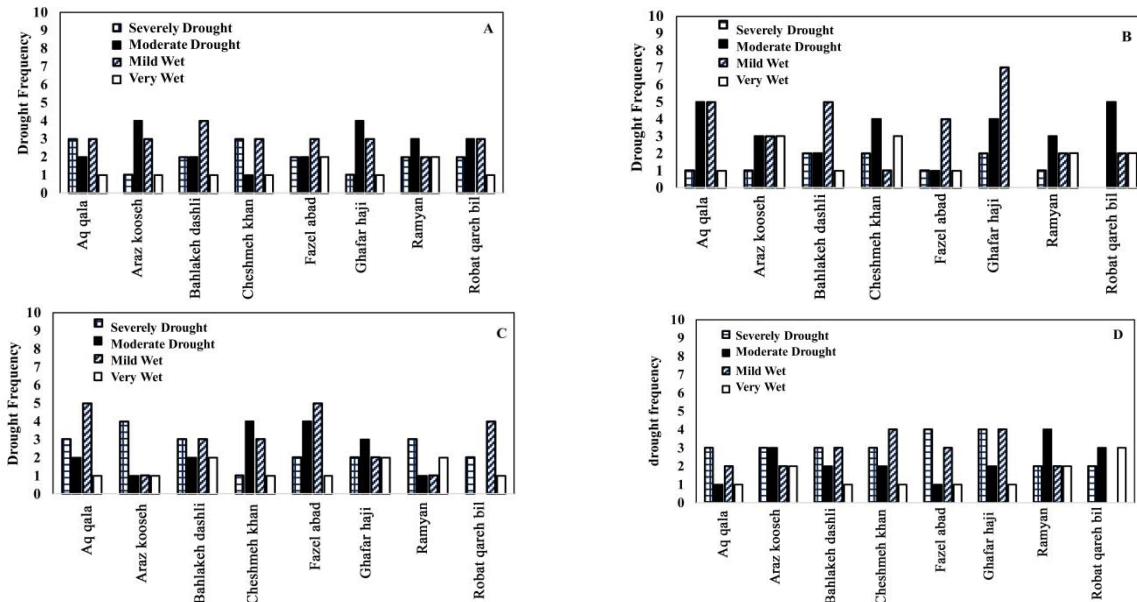 A
Drought Frequency
10
9
8
7
6
5
4
3
2
1
0
Severely Drought
Moderate Drought
Mild Wet
Very Wet
Aq qala
Araz koosch
Bahlakeh dashli
Cheshmeh khan
Fazel abad
Ghafar haji
Ramyan
Robat qareh bil
B
Drought Frequency
10
9
8
7
6
5
4
3
2
1
0
Severely Drought
Moderate Drought
Mild Wet
Very Wet
Aq qala
Araz koosch
Bahlakeh dashli
Cheshmeh khan
Fazel abad
Ghafar haji
Ramyan
Robat qareh bil
C
Drought Frequency
10
9
8
7
6
5
4
3
2
1
0
Severely Drought
Moderate Drought
Mild Wet
Very Wet
Aq qala
Araz koosch
Bahlakeh dashli
Cheshmeh khan
Fazel abad
Ghafar haji
Ramyan
Robat qareh bil
D
drought frequency
10
9
8
7
6
5
4
3
2
1
0
Severely Drought
Moderate Drought
Mild Wet
Very Wet
Aq qala
Araz koosch
Bahlakeh dashli
Cheshmeh khan
Fazel abad
Ghafar haji
Ramyan
Robat qareh bil